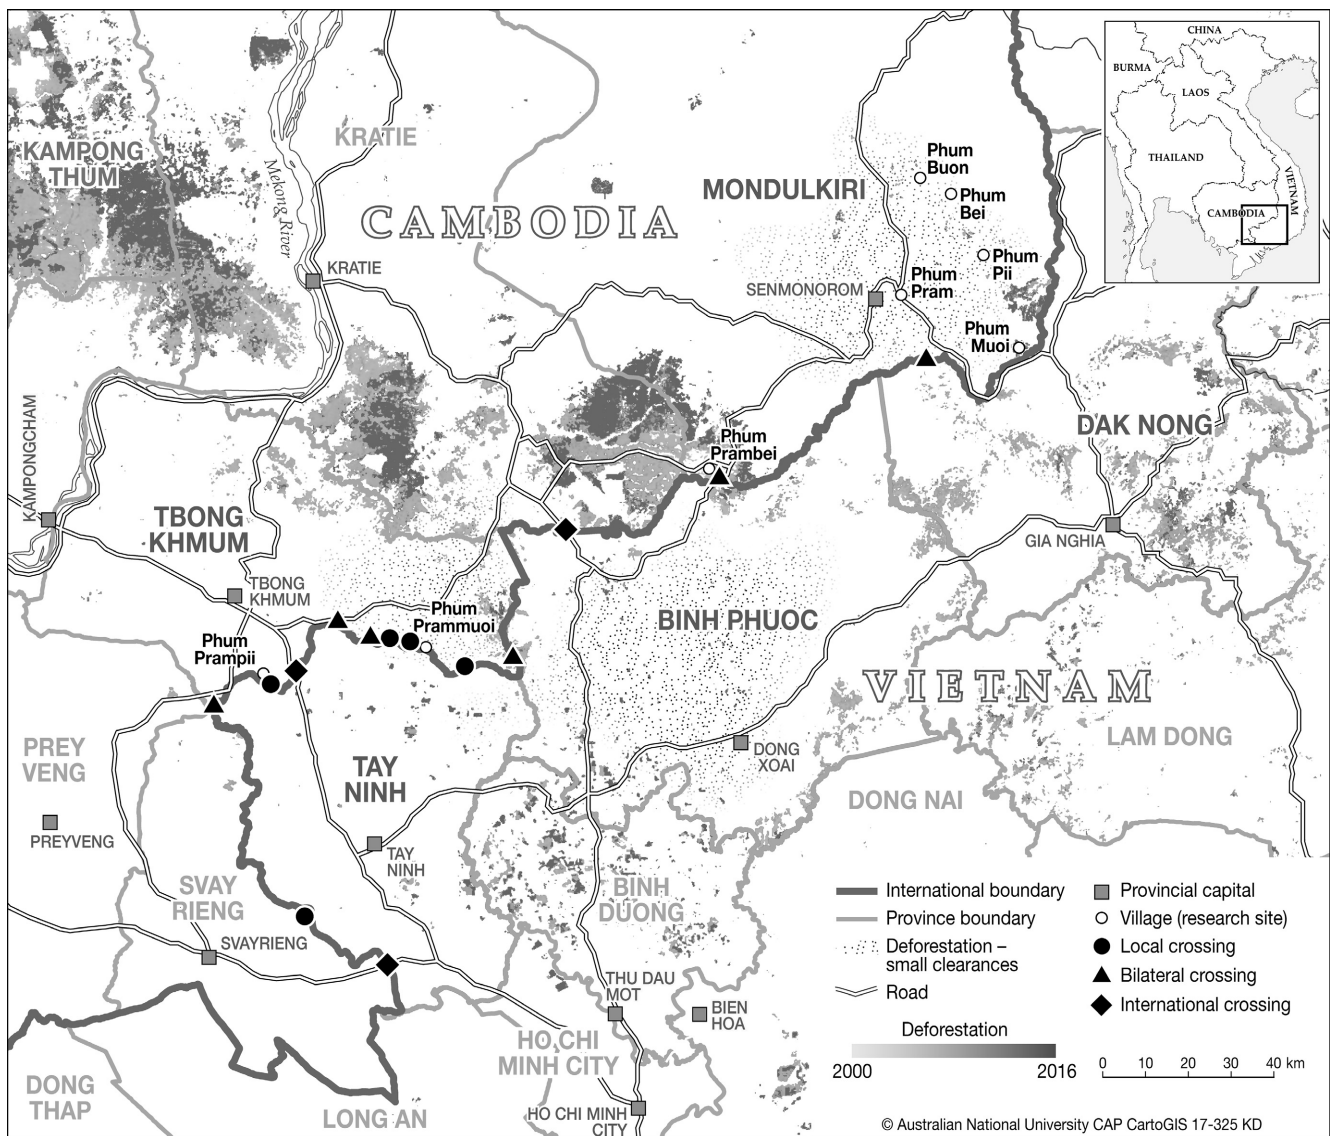 CHINA
BURMA
LAOS
THAILAND
VIETNAM
CAMBODIA
KRATIE
KAMPONG
THUM
Mekong River
CAMBODIA
MONDULKIRI
Phum
Buon
Phum
Bei
Phum
Pii
Phum
Pram
KRATIE
SENMONOROM
Phum
Muoi
KAMPONGCHAM
DAK NONG
Phum
Prambei
TBONG
KHMUM
GIA NGHIA
TBONG
KHMUM
Phum
Prammuoi
BINH PHUOC
Phum
Prampii
VIETNAM
PREY
VENG
LAM DONG
DONG
XOAI
TAY
NINH
DONG NAI
PREYVENG
TAY
NINH
SVAY
RIENG
BINH
DUONG
SVAYRIENG
THU DAU
MOT
BIEN
HOA
HO CHI
MINH CITY
DONG
THAP
LONG AN
HO CHI MINH
CITY
International boundary
Province boundary
Deforestation –
small clearances
Road
Deforestation
2000 2016
Provincial capital
Village (research site)
Local crossing
Bilateral crossing
International crossing
0 10 20 30 40 km
© Australian National University CAP CartoGIS 17-325 KD